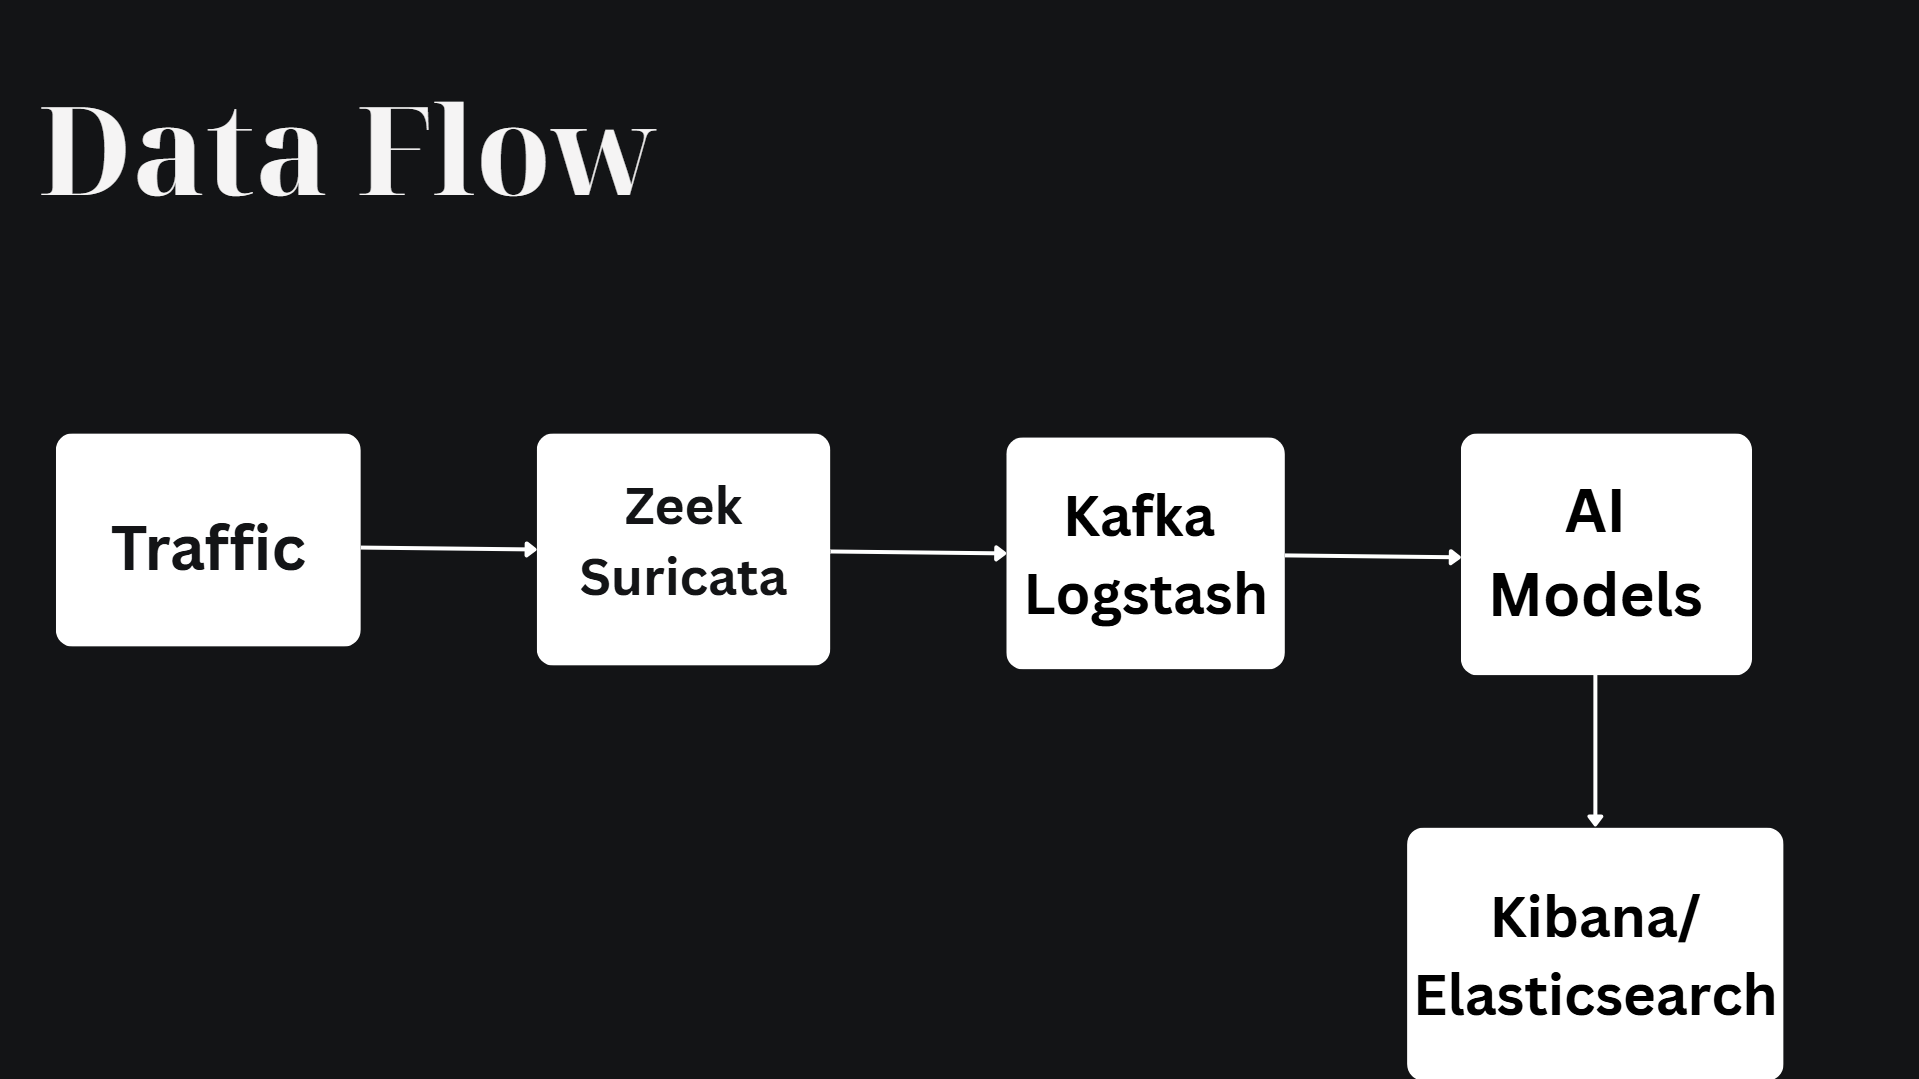 Data Flow
Traffic
Zeek
Suricata
Kafka
Logstash
AI
Models
Kibana/
Elasticsearch